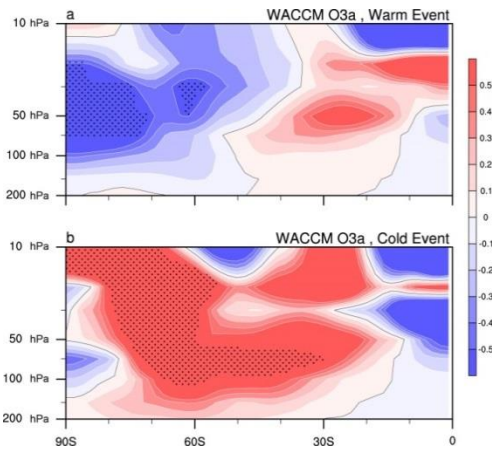 a WACCM O3a , Warm Event
10 hPa
50 hPa
100 hPa
200 hPa
b WACCM O3a , Cold Event
10 hPa
50 hPa
100 hPa
200 hPa
90S 60S 30S 0
0.5
0.4
0.3
0.2
0.1
0
-0.1
-0.2
-0.3
-0.4
-0.5